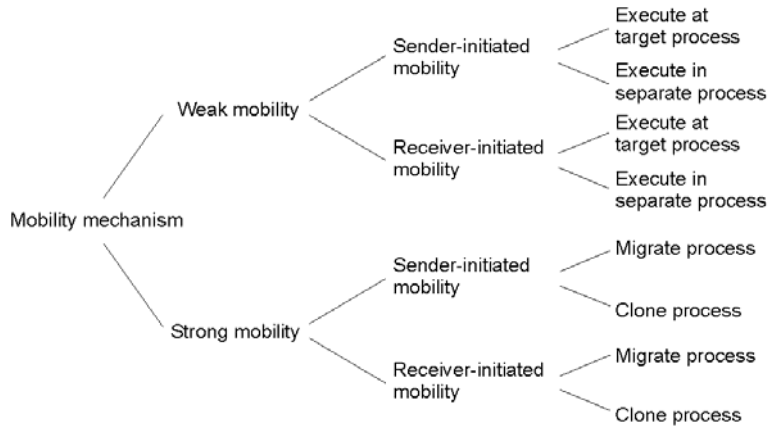 Execute at
target process
Sender-initiated
mobility
Execute in
separate process
Weak mobility
Execute at
target process
Receiver-initiated
mobility
Execute in
separate process
Mobility mechanism
Sender-initiated
mobility
Migrate process
Clone process
Strong mobility
Migrate process
Receiver-initiated
mobility
Clone process